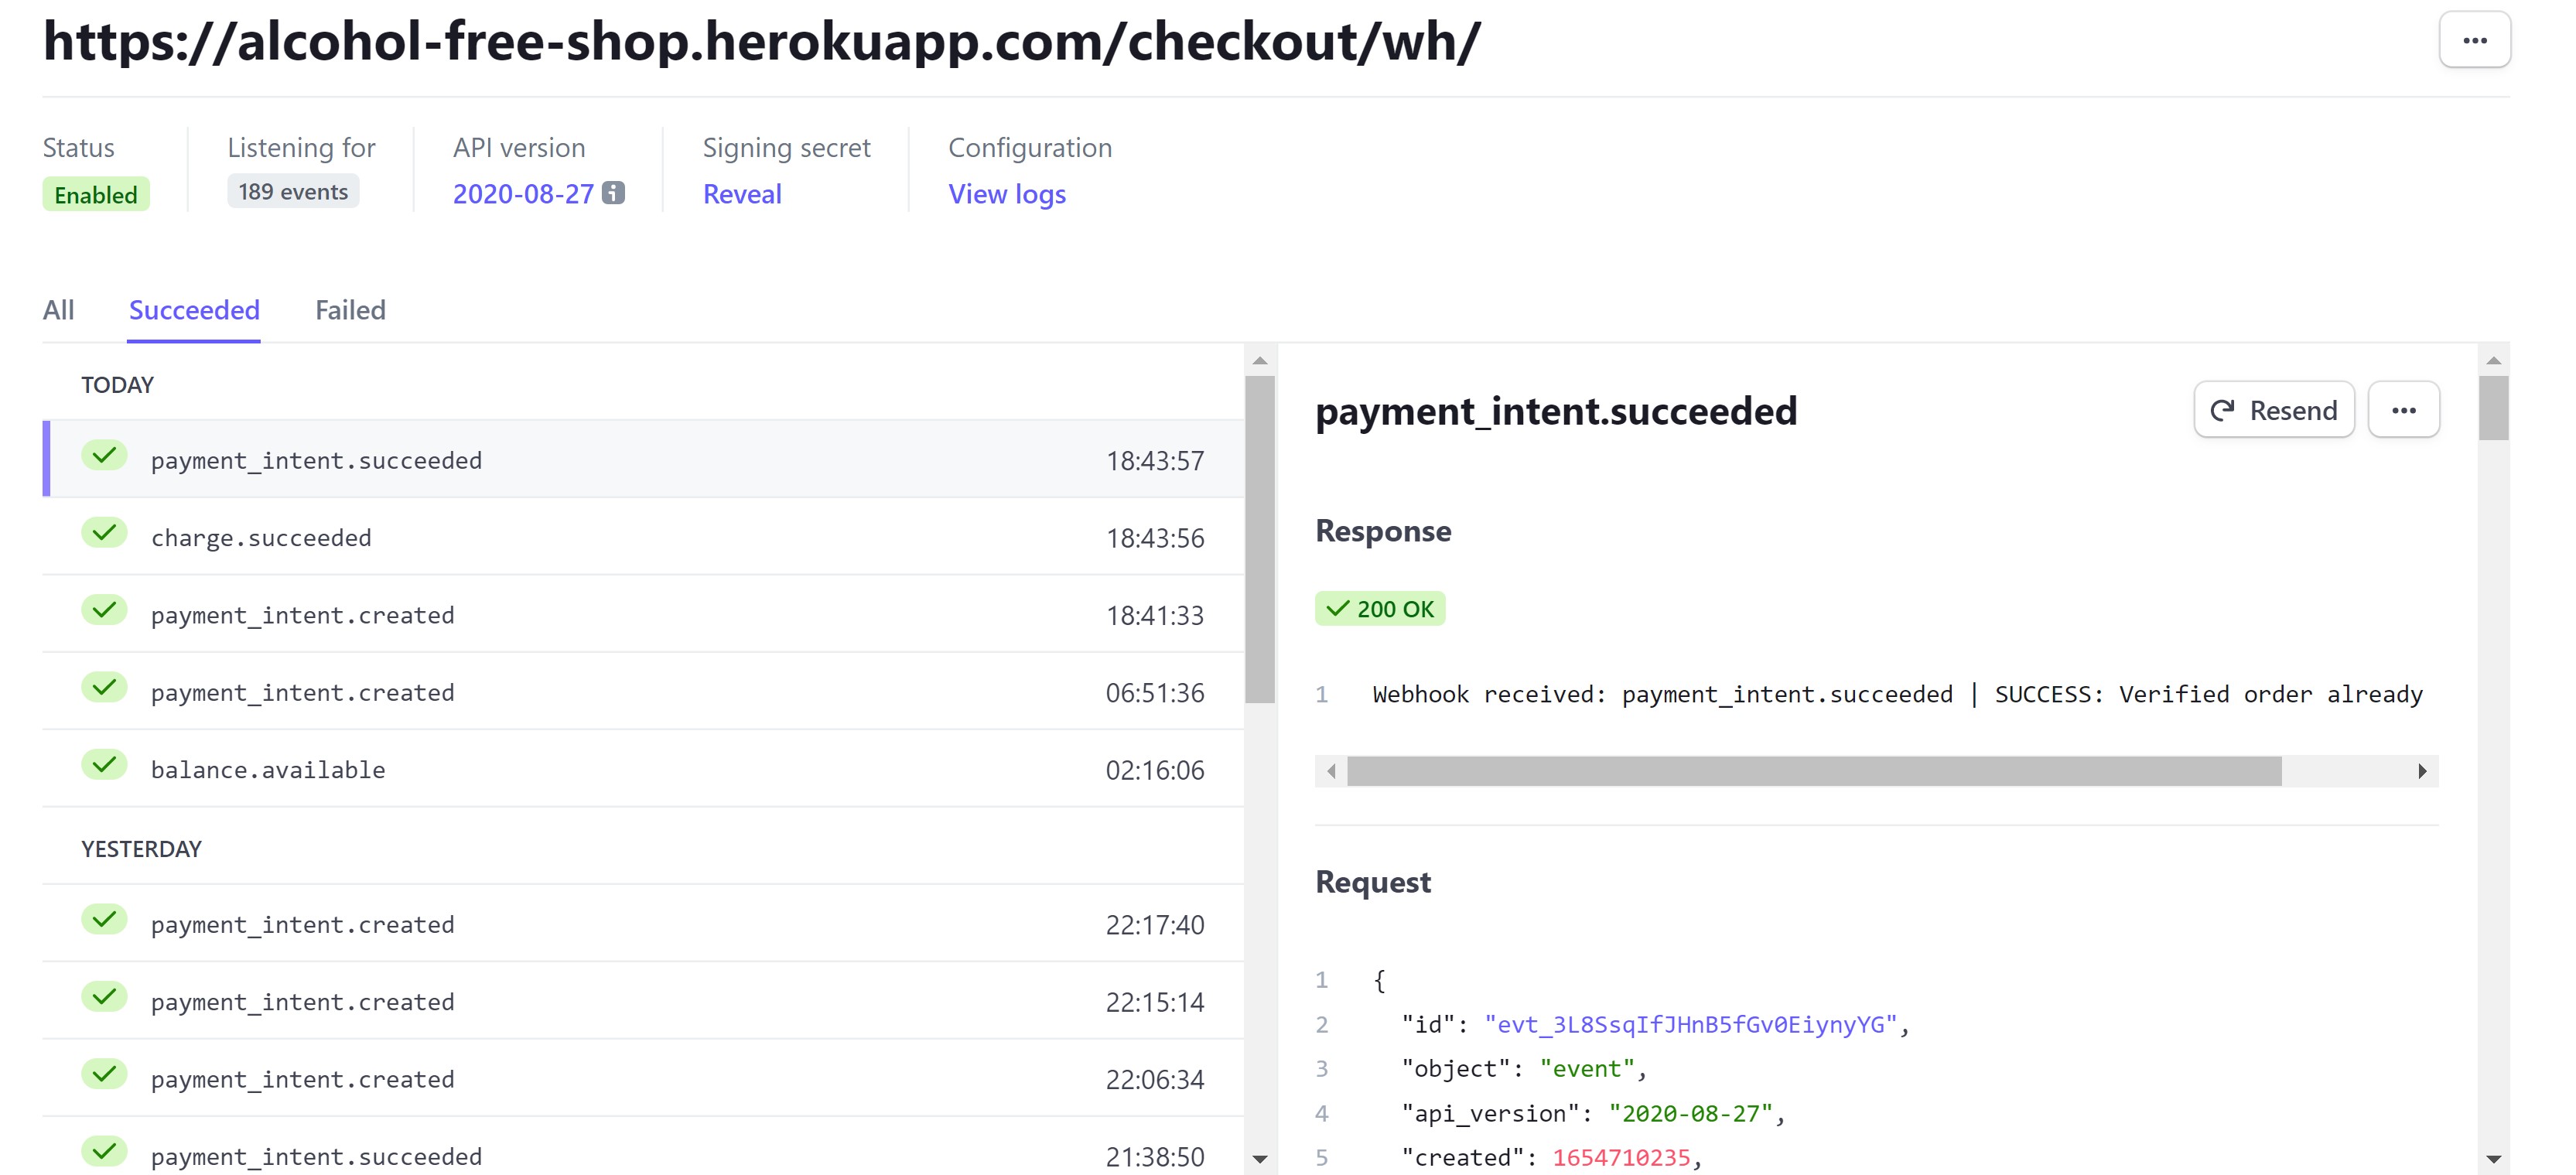 https://alcohol-free-shop.herokuapp.com/checkout/wh/
Status
Enabled
Listening for
189 events
API version
2020-08-27
Signing secret
Reveal
Configuration
View logs
All Succeeded Failed
TODAY
payment_intent.succeeded 18:43:57
charge.succeeded 18:43:56
payment_intent.created 18:41:33
payment_intent.created 06:51:36
balance.available 02:16:06
YESTERDAY
payment_intent.created 22:17:40
payment_intent.created 22:15:14
payment_intent.created 22:06:34
payment_intent.succeeded 21:38:50
payment_intent.succeeded
Resend
Response
200 OK
1 Webhook received: payment_intent.succeeded | SUCCESS: Verified order already
Request
1 {
2 "id": "evt_3L8SsqIfJHnB5fGv0EiynyYG",
3 "object": "event",
4 "api_version": "2020-08-27",
5 "created": 1654710235,